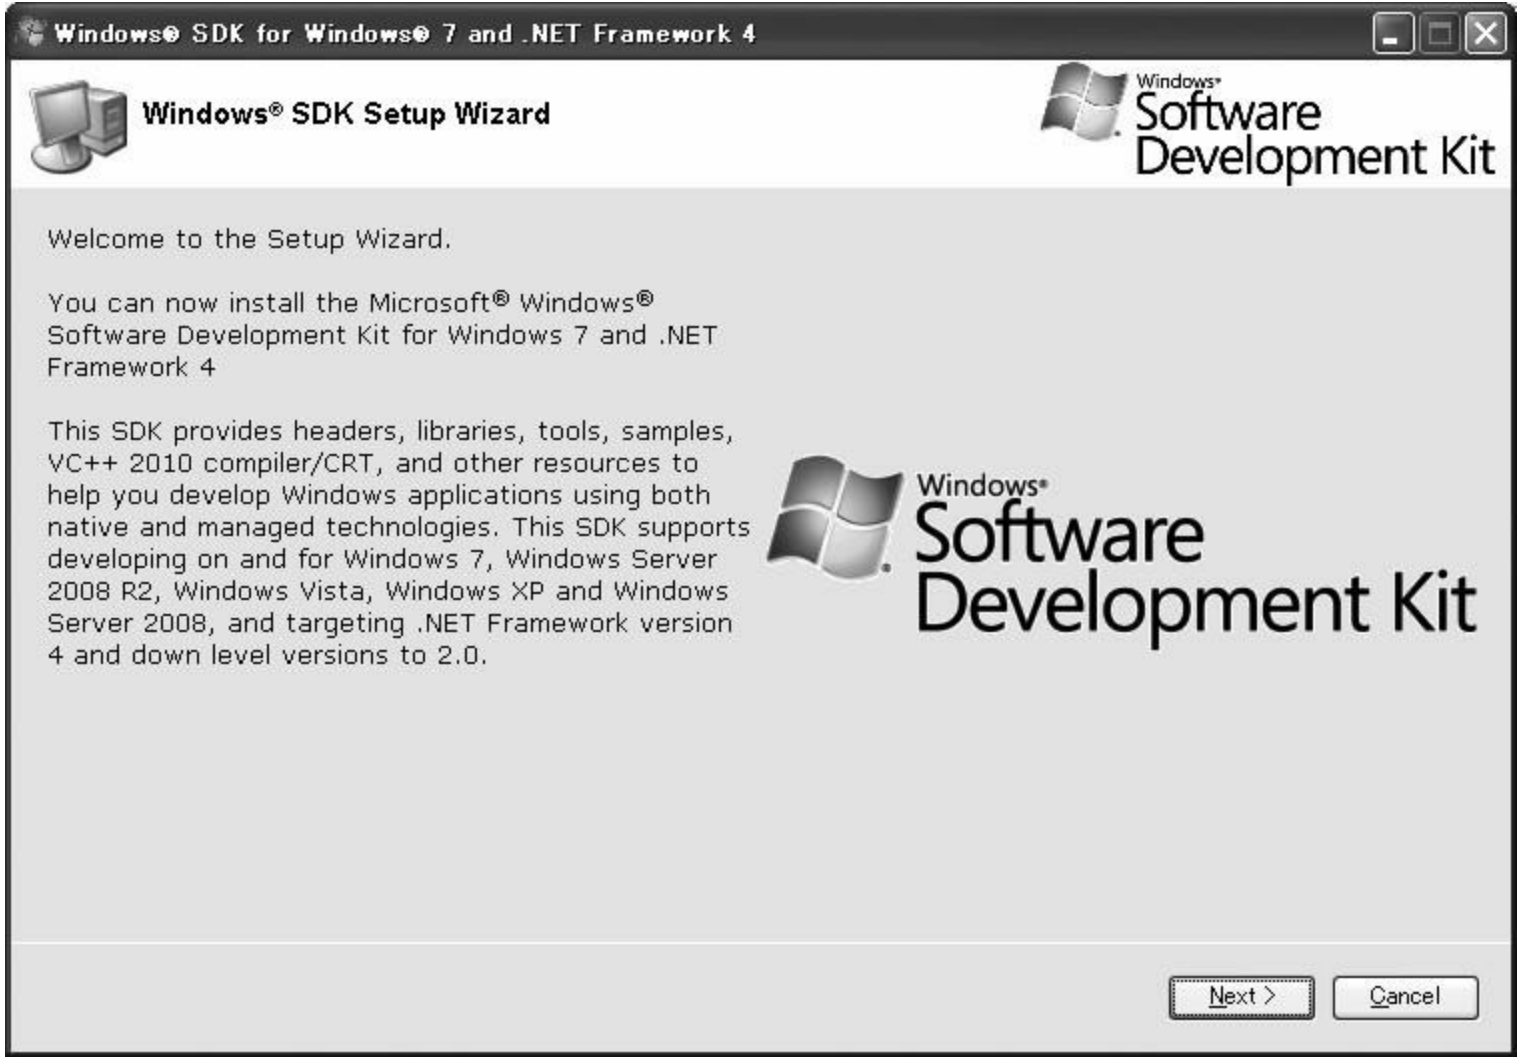 Windows® SDK for Windows® 7 and .NET Framework 4
Windows® SDK Setup Wizard
Windows®
Software
Development Kit
Welcome to the Setup Wizard.
You can now install the Microsoft® Windows®
Software Development Kit for Windows 7 and .NET
Framework 4
This SDK provides headers, libraries, tools, samples,
VC++ 2010 compiler/CRT, and other resources to
help you develop Windows applications using both
native and managed technologies. This SDK supports
developing on and for Windows 7, Windows Server
2008 R2, Windows Vista, Windows XP and Windows
Server 2008, and targeting .NET Framework version
4 and down level versions to 2.0.
Windows®
Software
Development Kit
Next >
Cancel